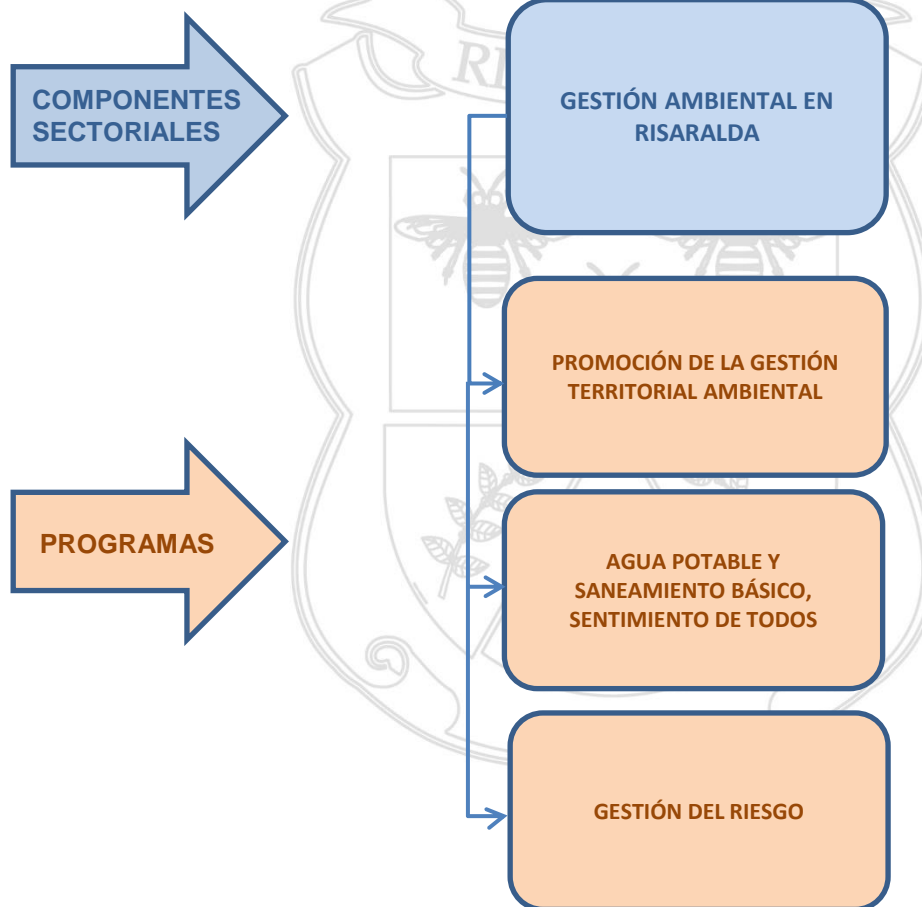 COMPONENTES
SECTORIALES
GESTIÓN AMBIENTAL EN
RISARALDA
PROMOCIÓN DE LA GESTIÓN
TERRITORIAL AMBIENTAL
PROGRAMAS
AGUA POTABLE Y
SANEAMIENTO BÁSICO,
SENTIMIENTO DE TODOS
GESTIÓN DEL RIESGO